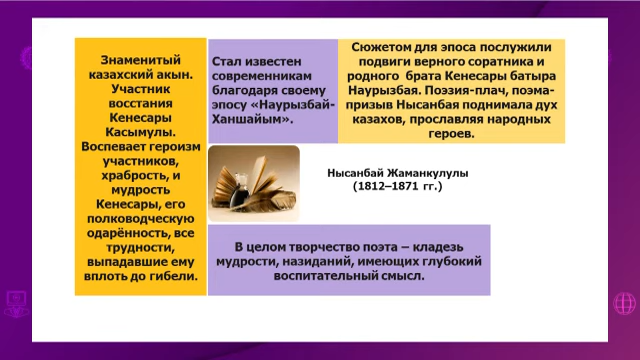 Знаменитый
казахский акын.
Участник
восстания
Кенесары
Касымулы.
Воспевает героизм
участников,
храбрость, и
мудрость
Кенесары, его
полководческую
одарённость, все
трудности,
выпадавшие ему
вплоть до гибели.
Стал известен
современникам
благодаря своему
эпосу «Наурызбай-
Ханшайым».
Сюжетом для эпоса послужили
подвиги верного соратника и
родного брата Кенесары батыра
Наурызбая. Поэзия-плач, поэма-
призыв Нысанбая поднимала дух
казахов, прославляя народных
героев.
Нысанбай Жаманкулулы
(1812–1871 гг.)
В целом творчество поэта – кладезь
мудрости, назиданий, имеющих глубокий
воспитательный смысл.